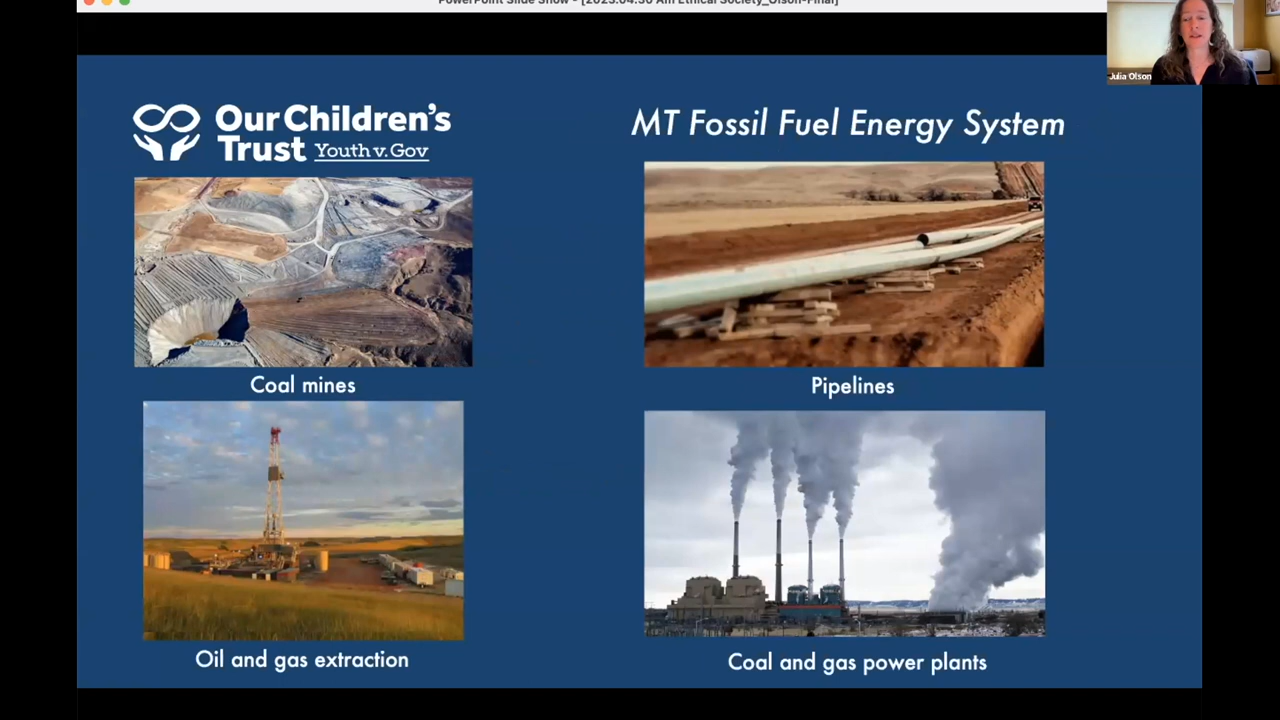 PowerPoint Slide Show - [2023.04.30 Am Ethical Society_Olson-Final]
Julia Olson
Our Children's
Trust Youth v. Gov
MT Fossil Fuel Energy System
Coal mines
Pipelines
Oil and gas extraction
Coal and gas power plants